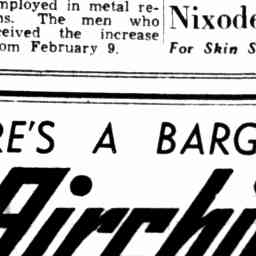 mployed in metal re-
ns. The men who
ceived the increase
om February 9.
Nixode
For Skin S
RE'S A BARG
Airchi